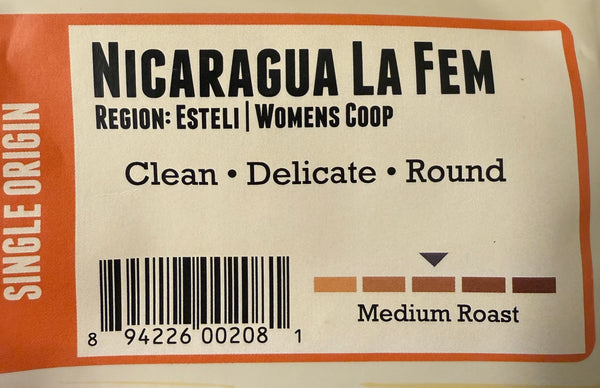 NICARAGUA LA FEM
REGION: ESTELI | WOMENS COOP
Clean • Delicate • Round
SINGLE ORIGIN
Medium Roast
8 94226 00208 1